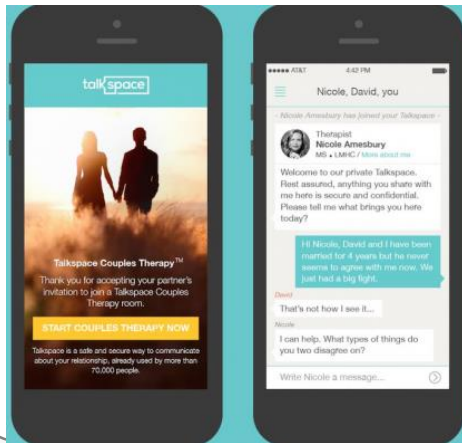 talkspace
Talkspace Couples Therapy™
Thank you for accepting your partner's
invitation to join a Talkspace Couples
Therapy room.
START COUPLES THERAPY NOW
Talkspace is a safe and secure way to communicate
about your relationship, already used by more than
70,000 people.
AT&T
4:42 PM
Nicole, David, you
- Nicole Amesbury has joined your Talkspace -
Therapist
Nicole Amesbury
MS • LMHC / More about me
Welcome to our private Talkspace.
Rest assured, anything you share with
me here is secure and confidential.
Please tell me what brings you here
today?
Hi Nicole, David and I have been
married for 4 years but he never
seems to agree with me now. We
just had a big fight.
David
That's not how I see it...
Nicole
I can help. What types of things do
you two disagree on?
Write Nicole a message...